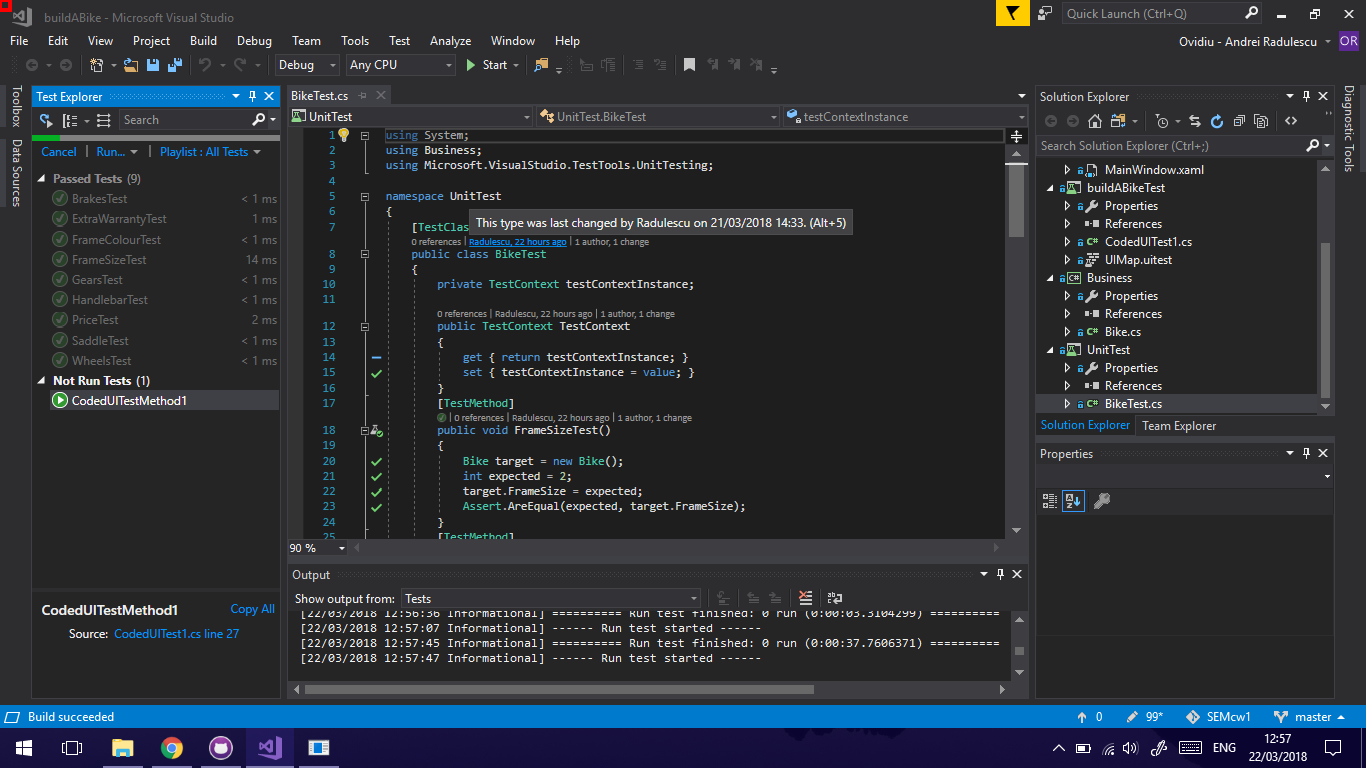 buildABike - Microsoft Visual Studio
Quick Launch (Ctrl+Q)
File Edit View Project Build Debug Team Tools Test Analyze Window Help
Ovidiu - Andrei Radulescu OR
Debug Any CPU Start
Toolbox
Data Sources
Test Explorer
Search
Cancel | Run... | Playlist : All Tests
Passed Tests (9)
BrakesTest < 1 ms
ExtraWarrantyTest 1 ms
FrameColourTest < 1 ms
FrameSizeTest 14 ms
GearsTest < 1 ms
HandlebarTest < 1 ms
PriceTest 2 ms
SaddleTest < 1 ms
WheelsTest < 1 ms
Not Run Tests (1)
CodedUITestMethod1
CodedUITestMethod1 Copy All
Source: CodedUITest1.cs line 27
BikeTest.cs
UnitTest UnitTest.BikeTest testContextInstance
1 using System;
2 using Business;
3 using Microsoft.VisualStudio.TestTools.UnitTesting;
4
5 namespace UnitTest
6 {
This type was last changed by Radulescu on 21/03/2018 14:33. (Alt+5)
7 [TestClas
0 references | Radulescu, 22 hours ago | 1 author, 1 change
8 public class BikeTest
9 {
10 private TestContext testContextInstance;
11
0 references | Radulescu, 22 hours ago | 1 author, 1 change
12 public TestContext TestContext
13 {
14 get { return testContextInstance; }
15 set { testContextInstance = value; }
16 }
17 [TestMethod]
| 0 references | Radulescu, 22 hours ago | 1 author, 1 change
18 public void FrameSizeTest()
19 {
20 Bike target = new Bike();
21 int expected = 2;
22 target.FrameSize = expected;
23 Assert.AreEqual(expected, target.FrameSize);
24 }
25 [TestMethod]
90 %
Output
Show output from: Tests
[22/03/2018 12:56:36 Informational] ========== Run test finished: 0 run (0:00:03.3104299) ==========
[22/03/2018 12:57:07 Informational] ------ Run test started ------
[22/03/2018 12:57:45 Informational] ========== Run test finished: 0 run (0:00:37.7606371) ==========
[22/03/2018 12:57:47 Informational] ------ Run test started ------
Solution Explorer
Search Solution Explorer (Ctrl+;)
MainWindow.xaml
buildABikeTest
Properties
References
C# CodedUITest1.cs
UIMap.uitest
C# Business
Properties
References
C# Bike.cs
UnitTest
Properties
References
C# BikeTest.cs
Solution Explorer Team Explorer
Properties
Diagnostic Tools
Build succeeded
0 99* SEMcw1 master
ENG
12:57
22/03/2018